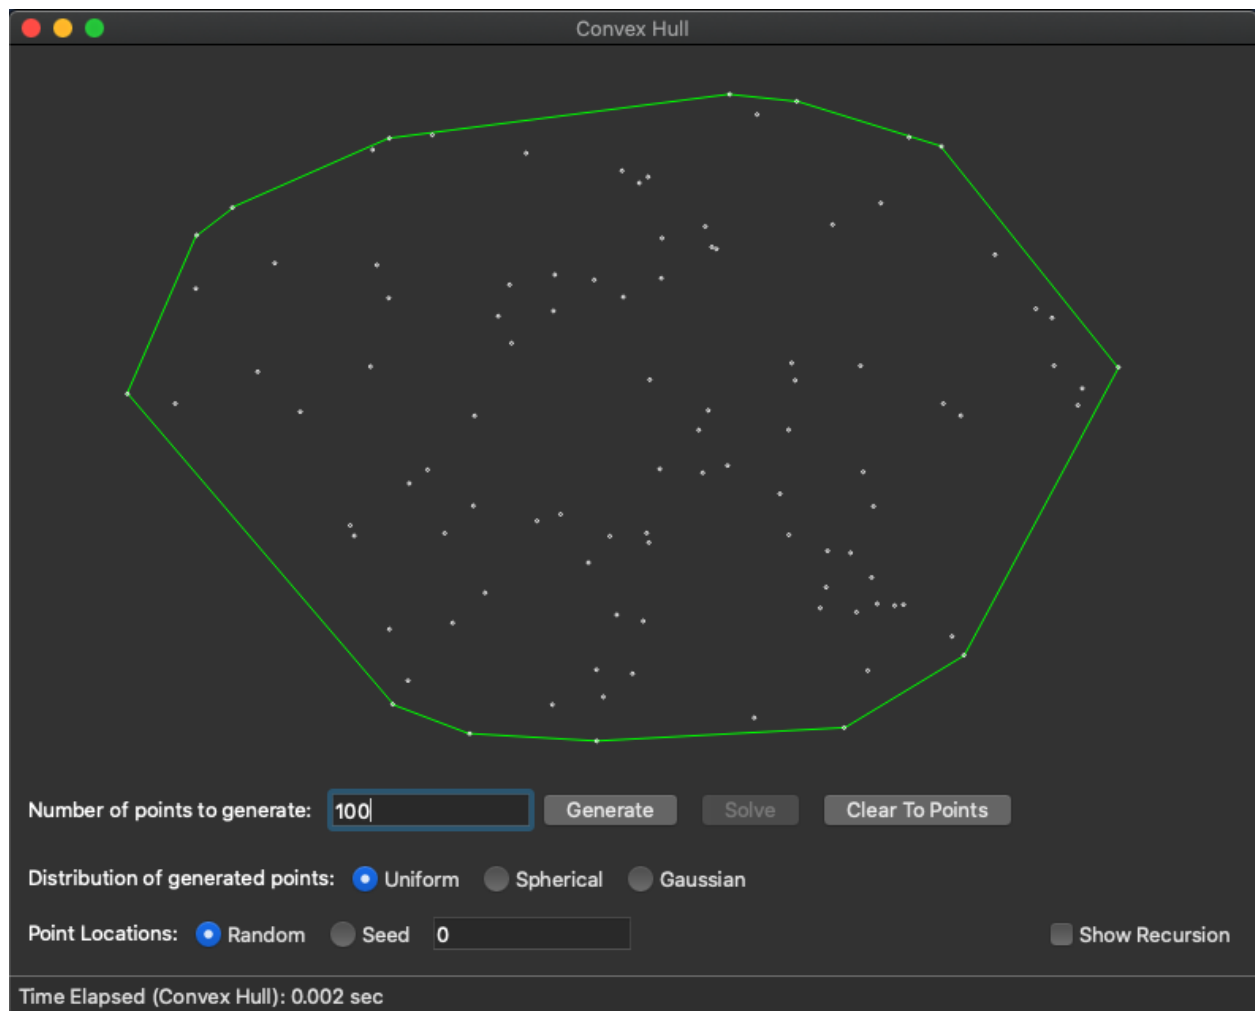 Convex Hull
Number of points to generate: 100 Generate Solve Clear To Points
Distribution of generated points: Uniform Spherical Gaussian
Point Locations: Random Seed 0 Show Recursion
Time Elapsed (Convex Hull): 0.002 sec